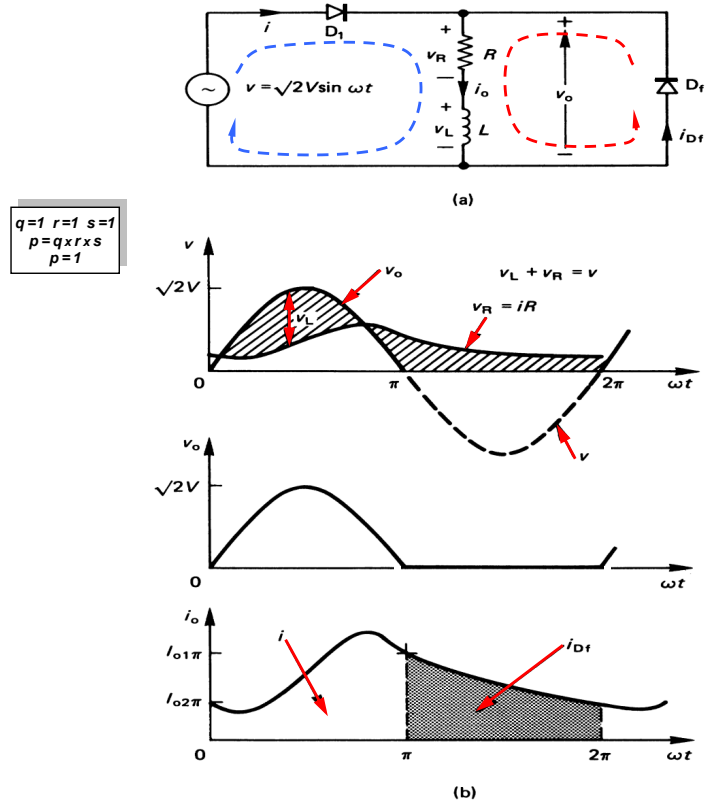 i
D1
+
vR
R
−
io
+
vL
L
−
v = √2V sin ωt
~
+
vo
−
Df
iDf
(a)
q=1 r=1 s=1
p=q x r x s
p=1
v
√2V
vo
vL + vR = v
vR = iR
vL
0
π
2π
ωt
v
vo
√2V
0
π
2π
ωt
io
Io1π
i
iDf
Io2π
0
π
2π
ωt
(b)